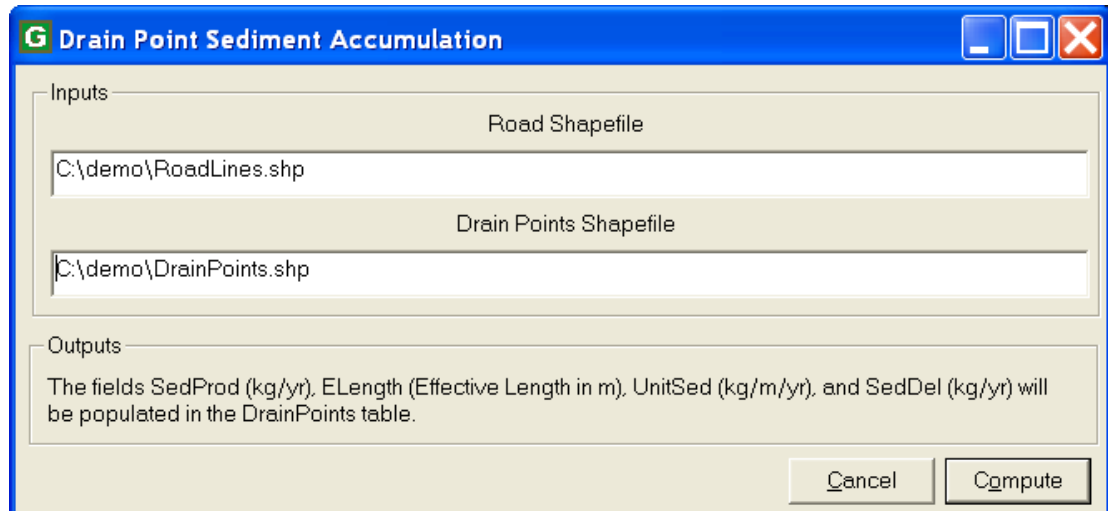 G Drain Point Sediment Accumulation
Inputs
Road Shapefile
C:\demo\RoadLines.shp
Drain Points Shapefile
C:\demo\DrainPoints.shp
Outputs
The fields SedProd (kg/yr), ELength (Effective Length in m), UnitSed (kg/m/yr), and SedDel (kg/yr) will
be populated in the DrainPoints table.
Cancel Compute